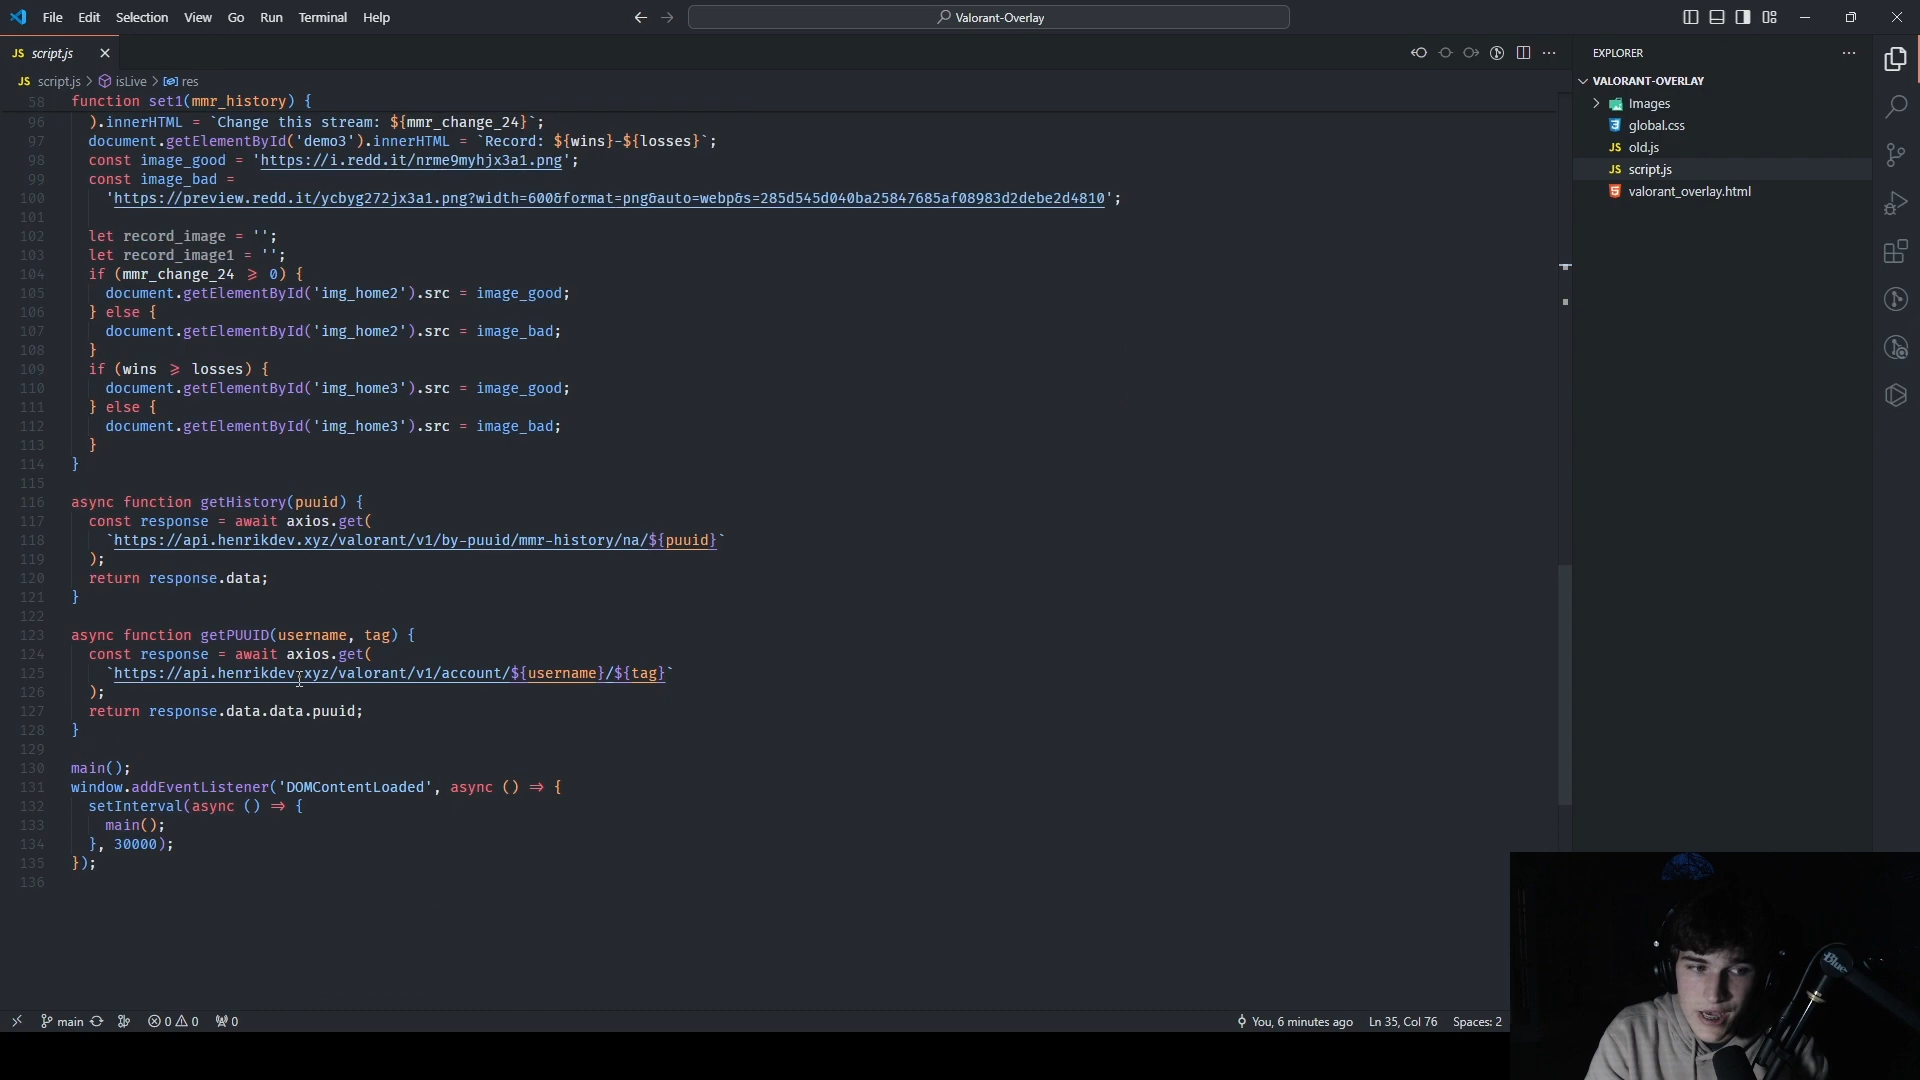 File Edit Selection View Go Run Terminal Help
Valorant-Overlay
JS script.js
JS script.js > isLive > res
58 function set1(mmr_history) {
96 ).innerHTML = `Change this stream: ${mmr_change_24}`;
97 document.getElementById('demo3').innerHTML = `Record: ${wins}-${losses}`;
98 const image_good = 'https://i.redd.it/nrme9myhjx3a1.png';
99 const image_bad =
100 'https://preview.redd.it/ycbyg272jx3a1.png?width=600&format=png&auto=webp&s=285d545d040ba25847685af08983d2debe2d4810';
101
102 let record_image = '';
103 let record_image1 = '';
104 if (mmr_change_24 ⩾ 0) {
105 document.getElementById('img_home2').src = image_good;
106 } else {
107 document.getElementById('img_home2').src = image_bad;
108 }
109 if (wins ⩾ losses) {
110 document.getElementById('img_home3').src = image_good;
111 } else {
112 document.getElementById('img_home3').src = image_bad;
113 }
114 }
115
116 async function getHistory(puuid) {
117 const response = await axios.get(
118 `https://api.henrikdev.xyz/valorant/v1/by-puuid/mmr-history/na/${puuid}`
119 );
120 return response.data;
121 }
122
123 async function getPUUID(username, tag) {
124 const response = await axios.get(
125 `https://api.henrikdev.xyz/valorant/v1/account/${username}/${tag}`
126 );
127 return response.data.data.puuid;
128 }
129
130 main();
131 window.addEventListener('DOMContentLoaded', async () ⇒ {
132 setInterval(async () ⇒ {
133 main();
134 }, 30000);
135 });
136
EXPLORER
VALORANT-OVERLAY
Images
global.css
JS old.js
JS script.js
valorant_overlay.html
main 0 0 0
You, 6 minutes ago Ln 35, Col 76 Spaces: 2
Blue